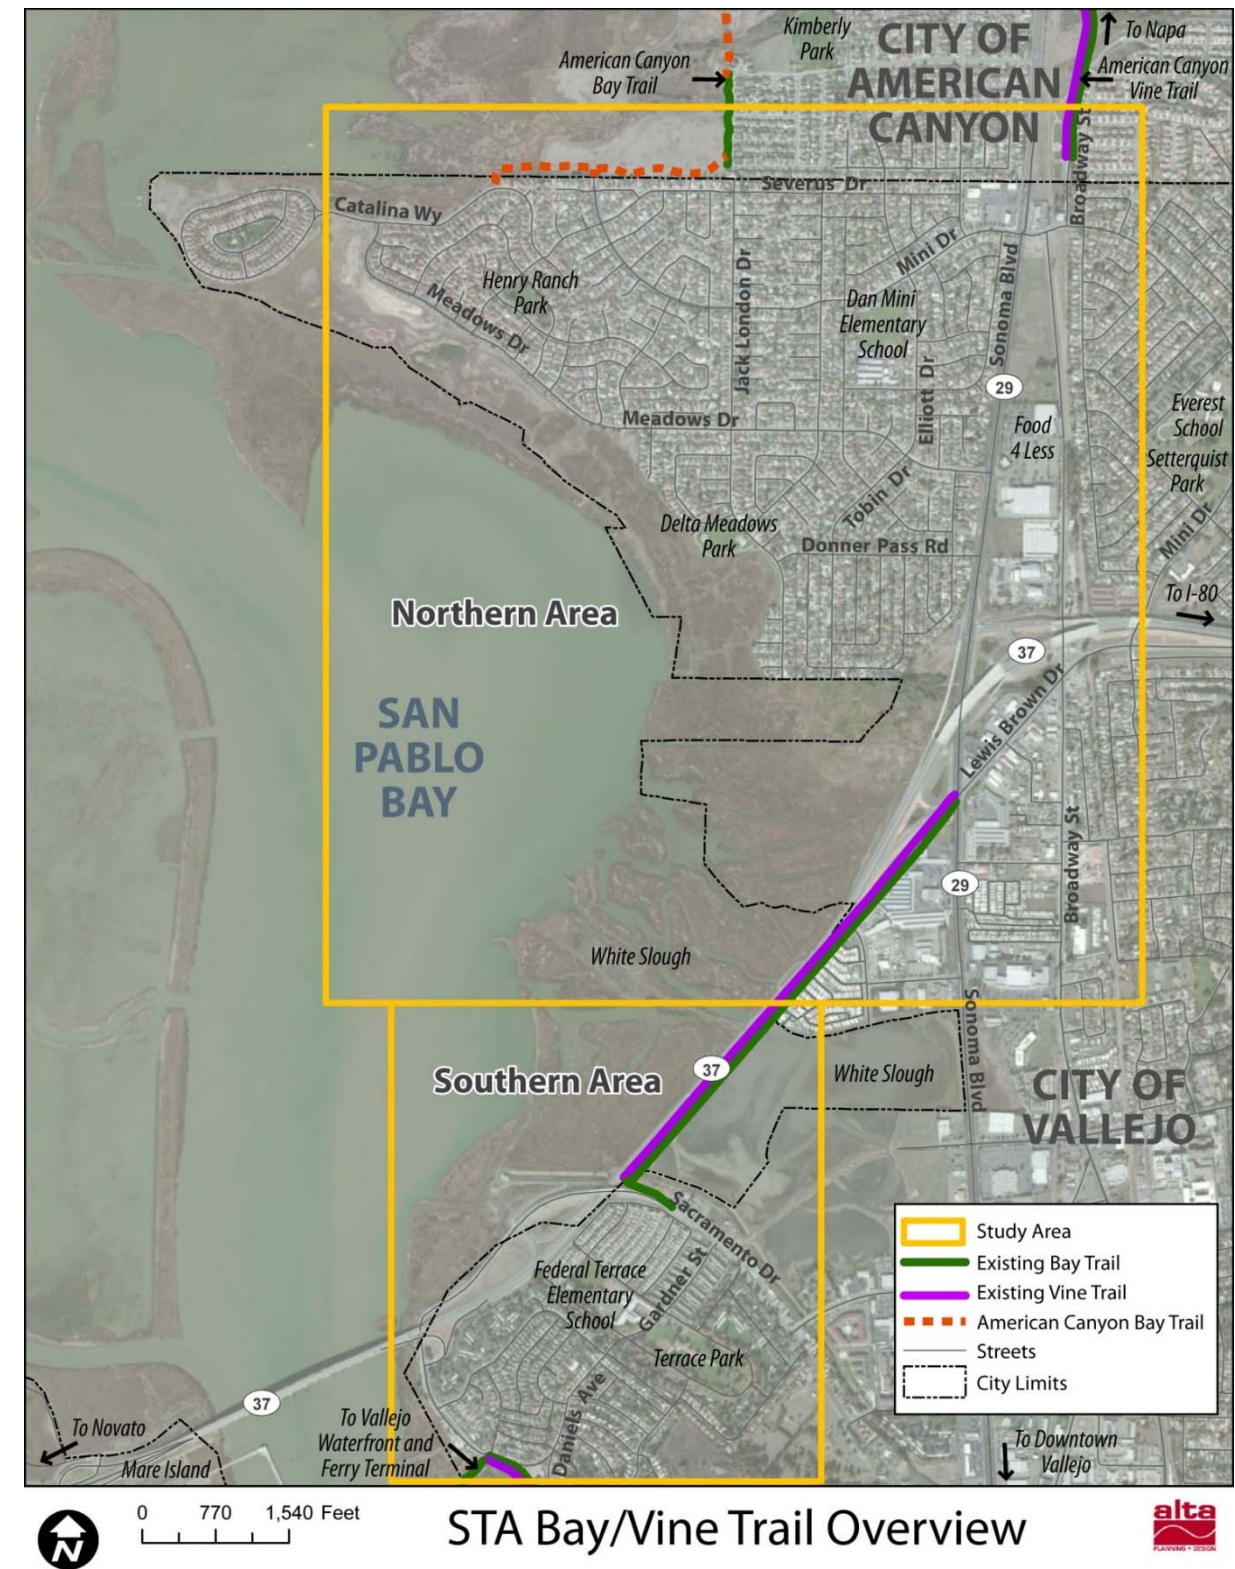 Kimberly
Park
CITY OF
AMERICAN
CANYON
To Napa
American Canyon
Bay Trail
American Canyon
Vine Trail
Broadway St
Severus Dr
Catalina Wy
Mini Dr
Henry Ranch
Park
Meadows Dr
Jack London Dr
Dan Mini
Elementary
School
Sonoma Blvd
29
Elliott Dr
Meadows Dr
Food
4 Less
Everest
School
Setterquist
Park
Mini Dr
Tobin Dr
Delta Meadows
Park
Donner Pass Rd
To I-80
Northern Area
37
SAN
PABLO
BAY
Lewis Brown Dr
Broadway St
29
White Slough
Sonoma Blvd
37
Southern Area
White Slough
CITY OF
VALLEJO
Sacramento Dr
Federal Terrace
Elementary
School
Gardner St
Terrace Park
Daniels Ave
37
To Novato
Mare Island
To Vallejo
Waterfront and
Ferry Terminal
To Downtown
Vallejo
Study Area
Existing Bay Trail
Existing Vine Trail
American Canyon Bay Trail
Streets
City Limits
N
0 770 1,540 Feet
STA Bay/Vine Trail Overview
alta
PLANNING + DESIGN